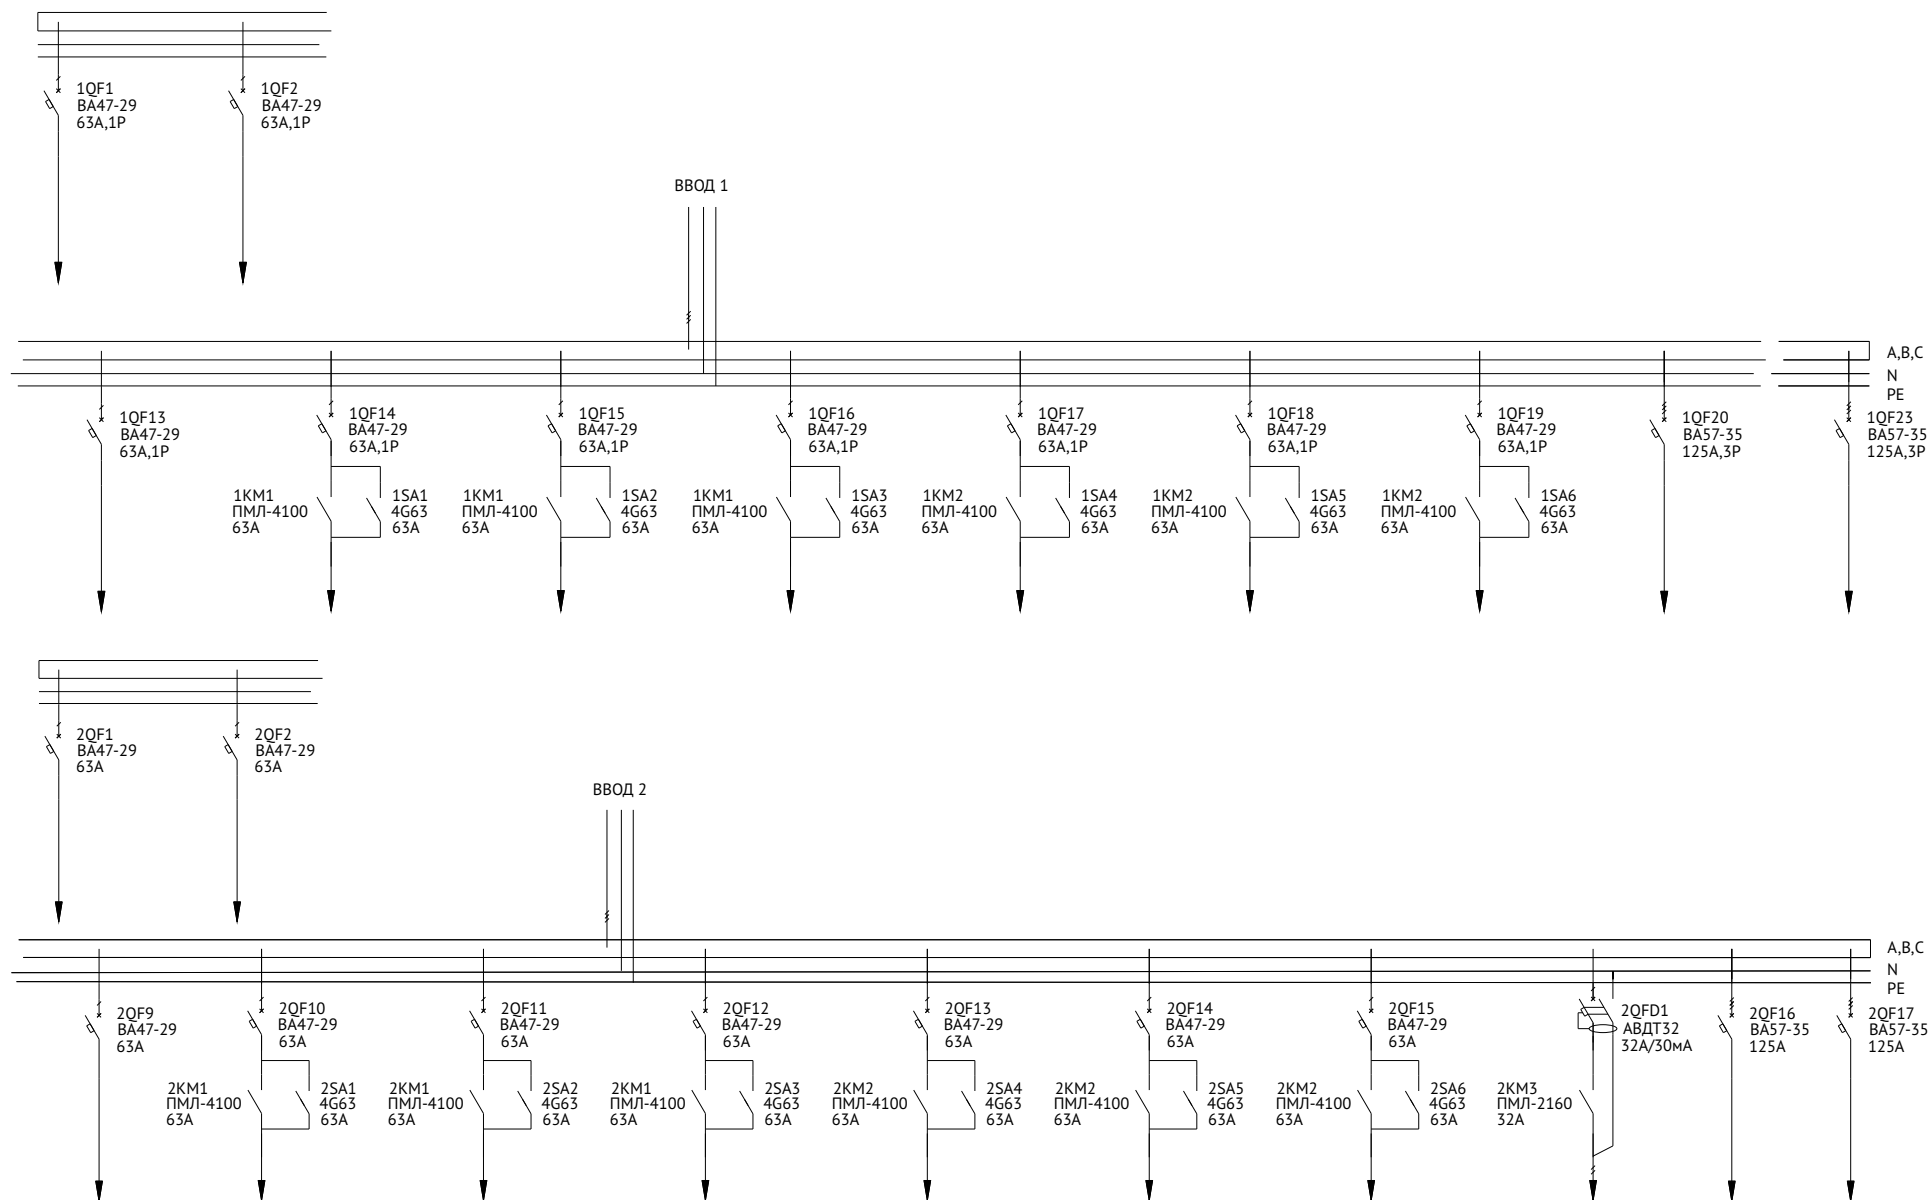 1QF1
ВА47-29
63А,1Р
1QF2
ВА47-29
63А,1Р
ВВОД 1
A,B,C
N
PE
1QF13
ВА47-29
63А,1Р
1QF14
ВА47-29
63А,1Р
1QF15
ВА47-29
63А,1Р
1QF16
ВА47-29
63А,1Р
1QF17
ВА47-29
63А,1Р
1QF18
ВА47-29
63А,1Р
1QF19
ВА47-29
63А,1Р
1QF20
ВА57-35
125А,3Р
1QF23
ВА57-35
125А,3Р
1КМ1
ПМЛ-4100
63А
1SA1
4G63
63А
1КМ1
ПМЛ-4100
63А
1SA2
4G63
63А
1КМ1
ПМЛ-4100
63А
1SA3
4G63
63А
1КМ2
ПМЛ-4100
63А
1SA4
4G63
63А
1КМ2
ПМЛ-4100
63А
1SA5
4G63
63А
1КМ2
ПМЛ-4100
63А
1SA6
4G63
63А
2QF1
ВА47-29
63А
2QF2
ВА47-29
63А
ВВОД 2
A,B,C
N
PE
2QF9
ВА47-29
63А
2QF10
ВА47-29
63А
2QF11
ВА47-29
63А
2QF12
ВА47-29
63А
2QF13
ВА47-29
63А
2QF14
ВА47-29
63А
2QF15
ВА47-29
63А
2QFD1
АВДТ32
32А/30мА
2QF16
ВА57-35
125А
2QF17
ВА57-35
125А
2КМ1
ПМЛ-4100
63А
2SA1
4G63
63А
2КМ1
ПМЛ-4100
63А
2SA2
4G63
63А
2КМ1
ПМЛ-4100
63А
2SA3
4G63
63А
2КМ2
ПМЛ-4100
63А
2SA4
4G63
63А
2КМ2
ПМЛ-4100
63А
2SA5
4G63
63А
2КМ2
ПМЛ-4100
63А
2SA6
4G63
63А
2КМ3
ПМЛ-2160
32А